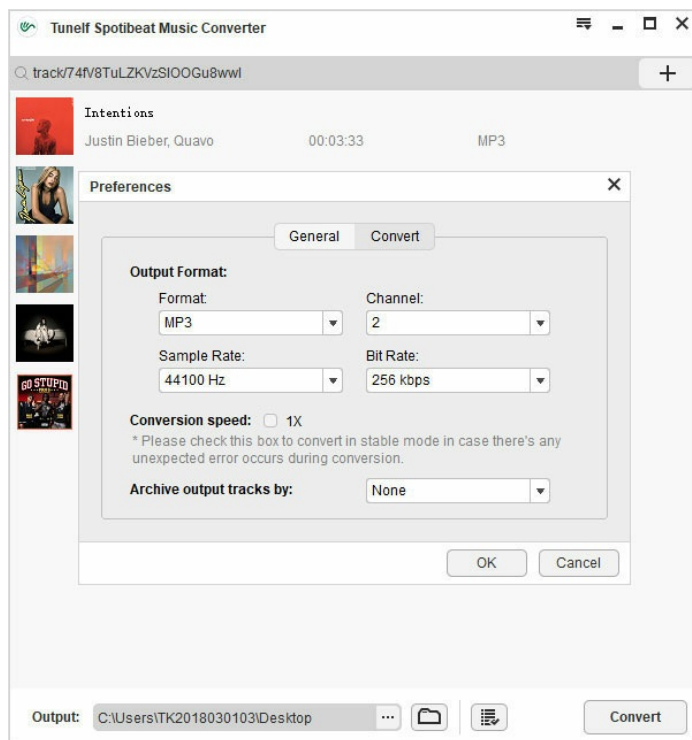 Tunelf Spotibeat Music Converter
track/74fV8TuLZKVzSIOOGu8wwI
Intentions
Justin Bieber, Quavo 00:03:33 MP3
Preferences
General Convert
Output Format:
Format: Channel:
MP3 2
Sample Rate: Bit Rate:
44100 Hz 256 kbps
Conversion speed: 1X
* Please check this box to convert in stable mode in case there's any
unexpected error occurs during conversion.
Archive output tracks by: None
OK Cancel
GO STUPID
Output: C:\Users\TK2018030103\Desktop ... Convert